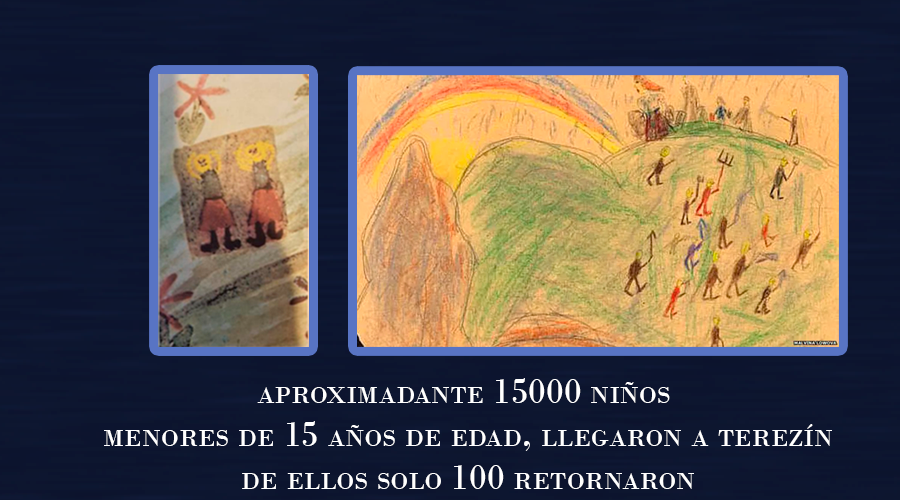 APROXIMADANTE 15000 NIÑOS
MENORES DE 15 AÑOS DE EDAD, LLEGARON A TEREZÍN
DE ELLOS SOLO 100 RETORNARON